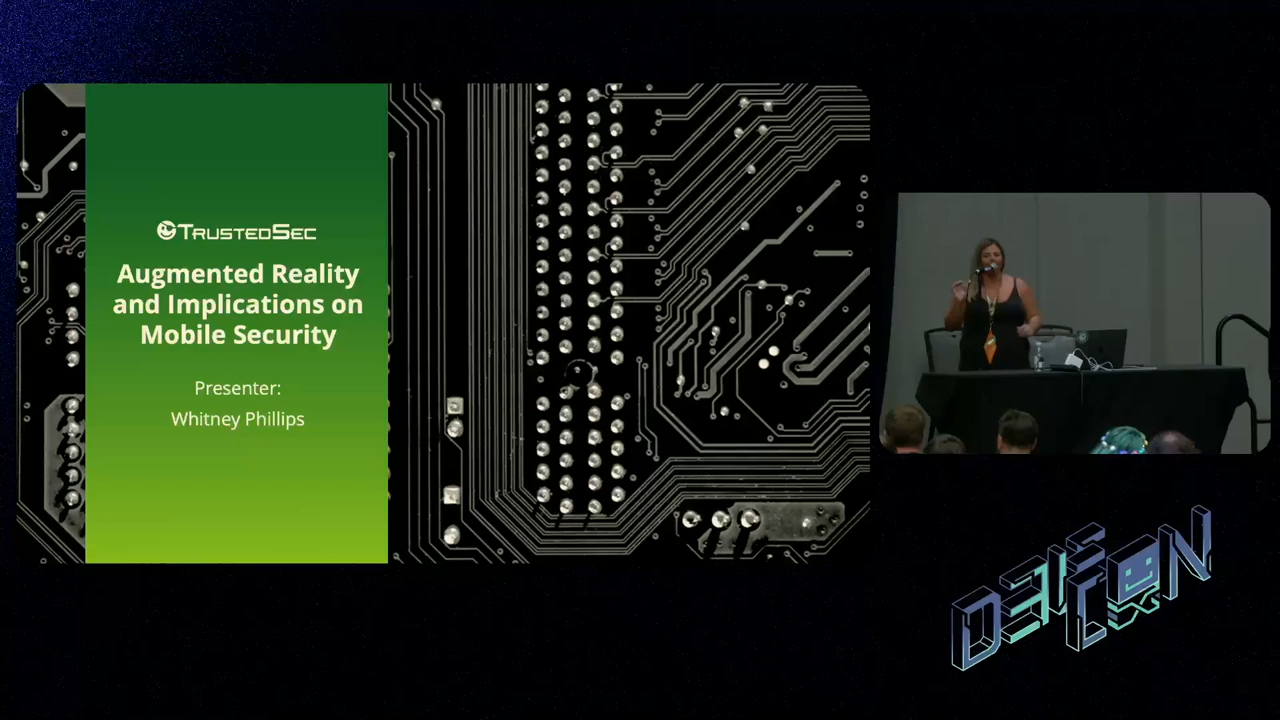 TRUSTEDSEC
Augmented Reality
and Implications on
Mobile Security
Presenter:
Whitney Phillips
DEF CON